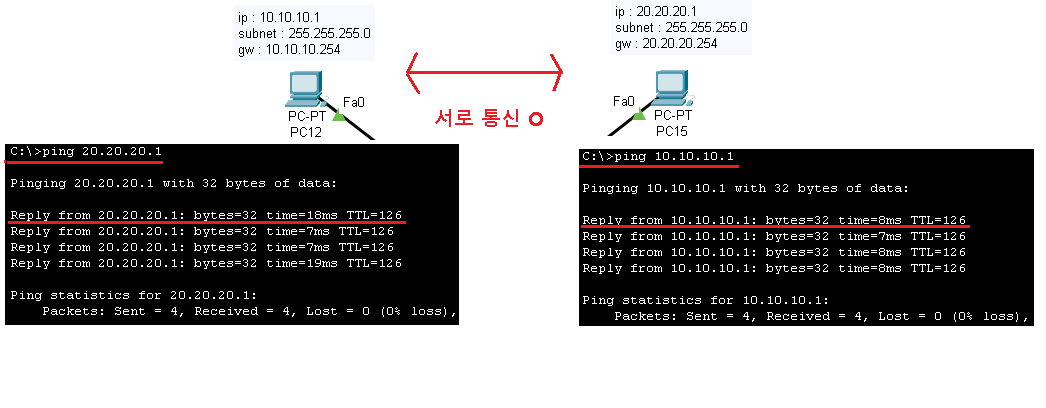 ip : 10.10.10.1
subnet : 255.255.255.0
gw : 10.10.10.254
Fa0
PC-PT
PC12
서로 통신 o
ip : 20.20.20.1
subnet : 255.255.255.0
gw : 20.20.20.254
Fa0
PC-PT
PC15
C:\>ping 20.20.20.1
Pinging 20.20.20.1 with 32 bytes of data:
Reply from 20.20.20.1: bytes=32 time=18ms TTL=126
Reply from 20.20.20.1: bytes=32 time=7ms TTL=126
Reply from 20.20.20.1: bytes=32 time=7ms TTL=126
Reply from 20.20.20.1: bytes=32 time=19ms TTL=126
Ping statistics for 20.20.20.1:
Packets: Sent = 4, Received = 4, Lost = 0 (0% loss),
C:\>ping 10.10.10.1
Pinging 10.10.10.1 with 32 bytes of data:
Reply from 10.10.10.1: bytes=32 time=8ms TTL=126
Reply from 10.10.10.1: bytes=32 time=7ms TTL=126
Reply from 10.10.10.1: bytes=32 time=8ms TTL=126
Reply from 10.10.10.1: bytes=32 time=8ms TTL=126
Ping statistics for 10.10.10.1:
Packets: Sent = 4, Received = 4, Lost = 0 (0% loss),